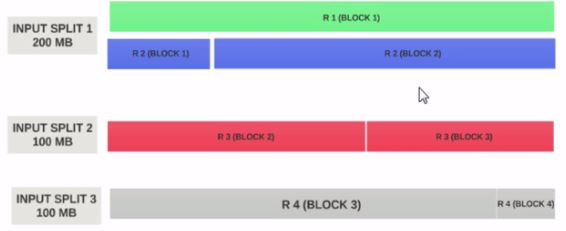 R 1 (BLOCK 1)
INPUT SPLIT 1
200 MB
R 2 (BLOCK 1)
R 2 (BLOCK 2)
INPUT SPLIT 2
100 MB
R 3 (BLOCK 2)
R 3 (BLOCK 3)
INPUT SPLIT 3
100 MB
R 4 (BLOCK 3)
R 4 (BLOCK 4)